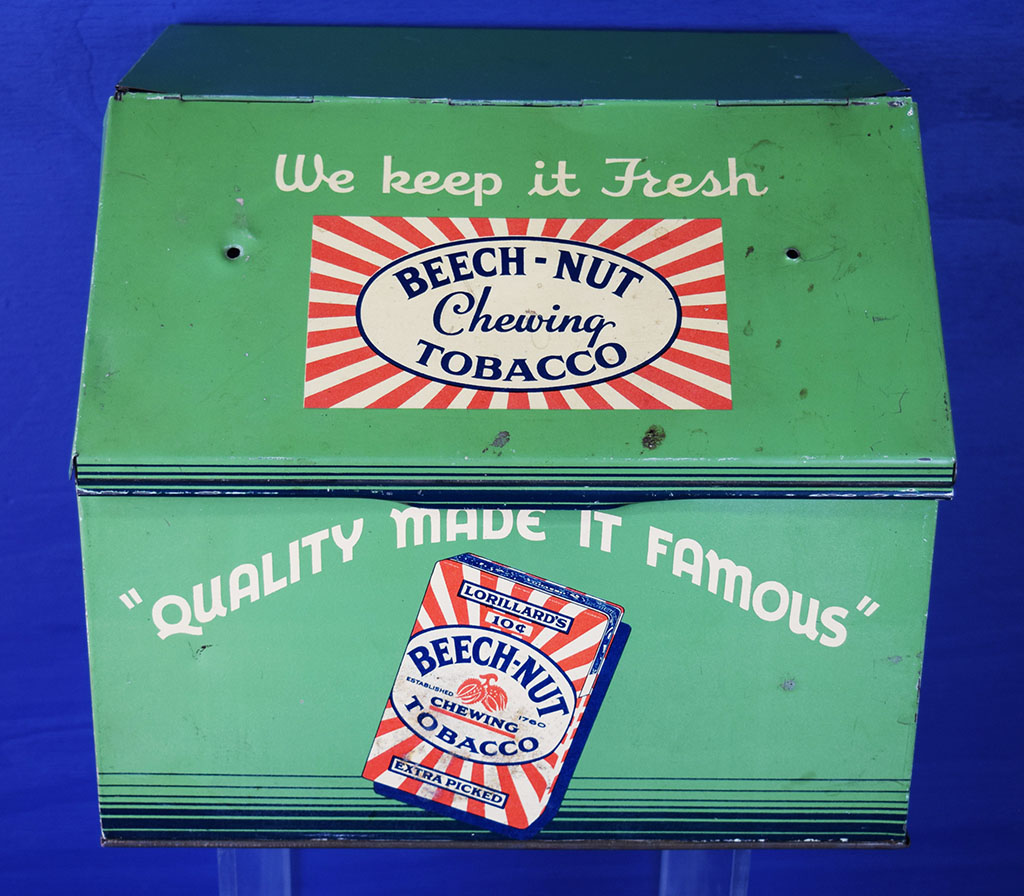 We keep it Fresh
BEECH-NUT
Chewing
TOBACCO
"QUALITY MADE IT FAMOUS"
LORILLARD'S
10¢
BEECH-NUT
ESTABLISHED 1760
CHEWING
TOBACCO
EXTRA PICKED